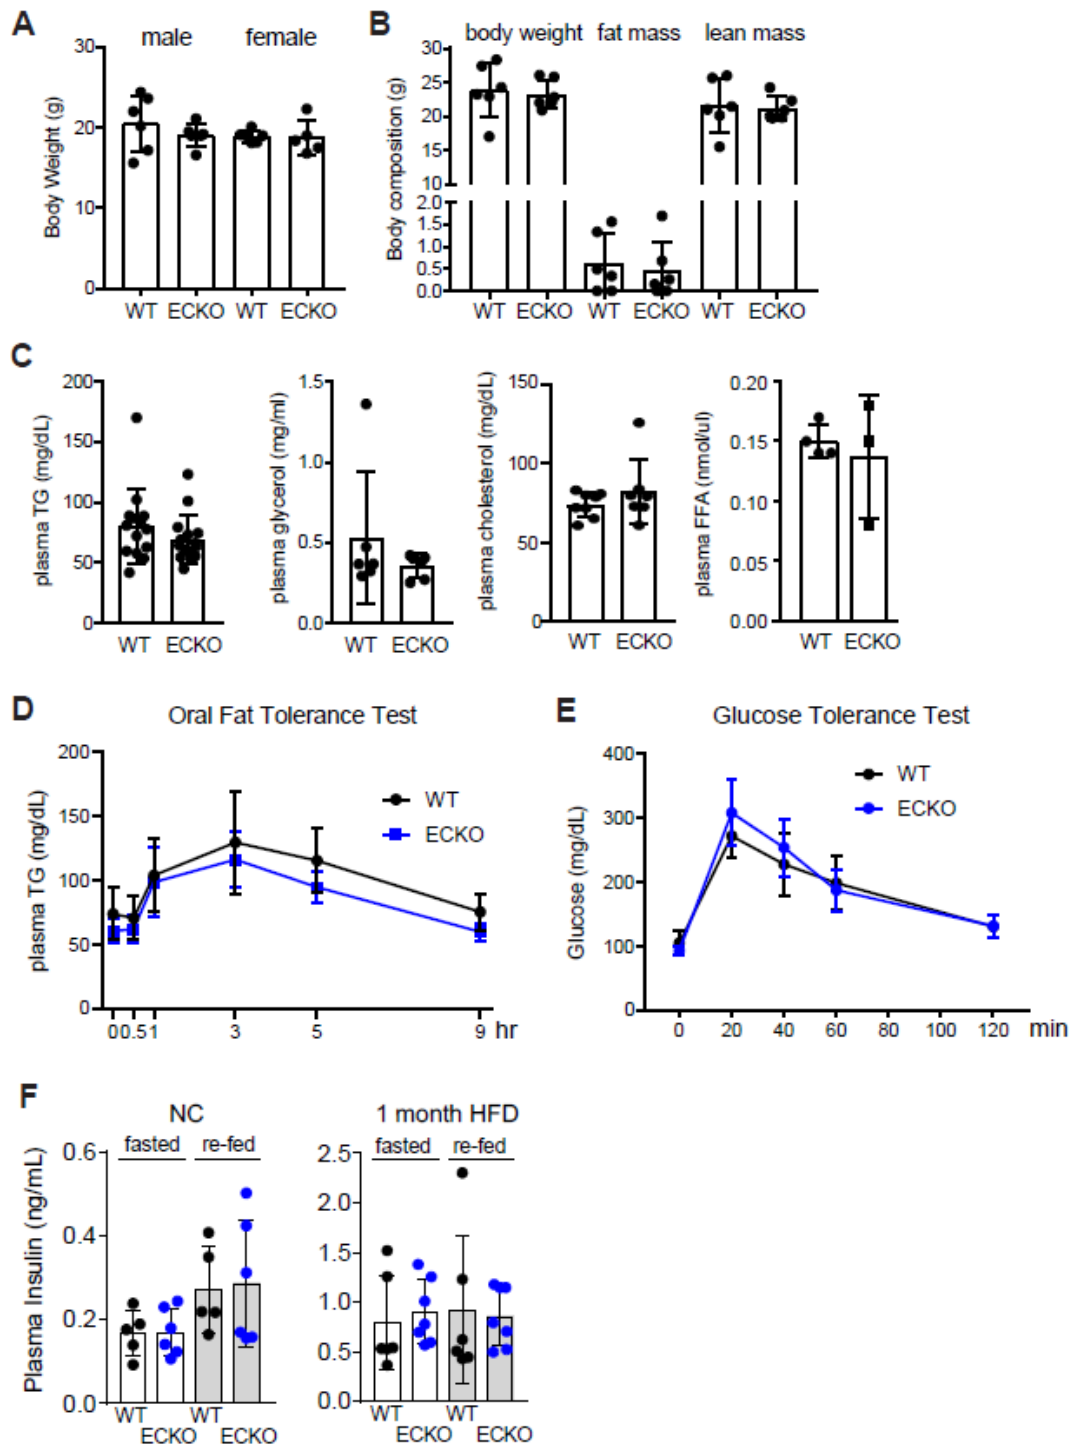 A
male female
Body Weight (g)
30
20
10
0
WT ECKO WT ECKO
B
body weight fat mass lean mass
Body composition (g)
30
25
20
15
10
2.0
1.5
1.0
0.5
0.0
WT ECKO WT ECKO WT ECKO
C
plasma TG (mg/dL)
200
150
100
50
0
WT ECKO
plasma glycerol (mg/ml)
1.5
1.0
0.5
0.0
WT ECKO
plasma cholesterol (mg/dL)
150
100
50
0
WT ECKO
plasma FFA (nmol/ul)
0.20
0.15
0.10
0.05
0.00
WT ECKO
D
Oral Fat Tolerance Test
plasma TG (mg/dL)
200
150
100
50
0
WT
ECKO
0 0.5 1 3 5 9 hr
E
Glucose Tolerance Test
Glucose (mg/dL)
400
300
200
100
0
WT
ECKO
0 20 40 60 80 100 120 min
F
NC
fasted re-fed
Plasma Insulin (ng/mL)
0.6
0.4
0.2
0.0
WT WT
ECKO ECKO
1 month HFD
fasted re-fed
2.5
2.0
1.5
1.0
0.5
0.0
WT WT
ECKO ECKO